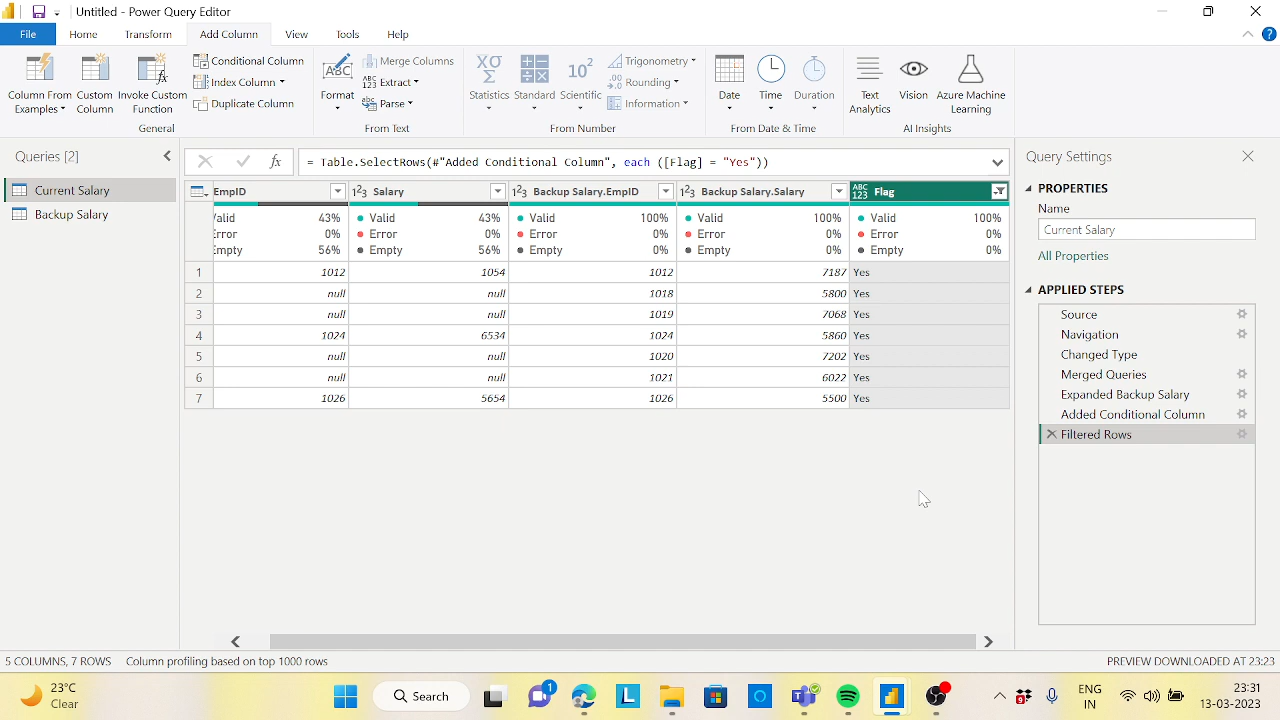 Untitled - Power Query Editor
File Home Transform Add Column View Tools Help
Column From Examples
Custom Column
Invoke Custom Function
Conditional Column
Index Column
Duplicate Column
General
Format
Merge Columns
ABC 123 Extract
Parse
From Text
Statistics
Standard
Scientific
Trigonometry
Rounding
Information
From Number
Date
Time
Duration
From Date & Time
Text Analytics
Vision
Azure Machine Learning
AI Insights
Queries [2]
Current Salary
Backup Salary
= Table.SelectRows(#"Added Conditional Column", each ([Flag] = "Yes"))
EmpID 1²3 Salary 1²3 Backup Salary.EmpID 1²3 Backup Salary.Salary ABC 123 Flag
Valid 43% Valid 43% Valid 100% Valid 100% Valid 100%
Error 0% Error 0% Error 0% Error 0% Error 0%
Empty 56% Empty 56% Empty 0% Empty 0% Empty 0%
1 1012 1054 1012 7187 Yes
2 null null 1018 5800 Yes
3 null null 1019 7068 Yes
4 1024 6534 1024 5860 Yes
5 null null 1020 7202 Yes
6 null null 1021 6022 Yes
7 1026 5654 1026 5500 Yes
Query Settings
PROPERTIES
Name
Current Salary
All Properties
APPLIED STEPS
Source
Navigation
Changed Type
Merged Queries
Expanded Backup Salary
Added Conditional Column
Filtered Rows
5 COLUMNS, 7 ROWS Column profiling based on top 1000 rows PREVIEW DOWNLOADED AT 23:23
23°C
Clear
Search
1
ENG
IN
23:31
13-03-2023